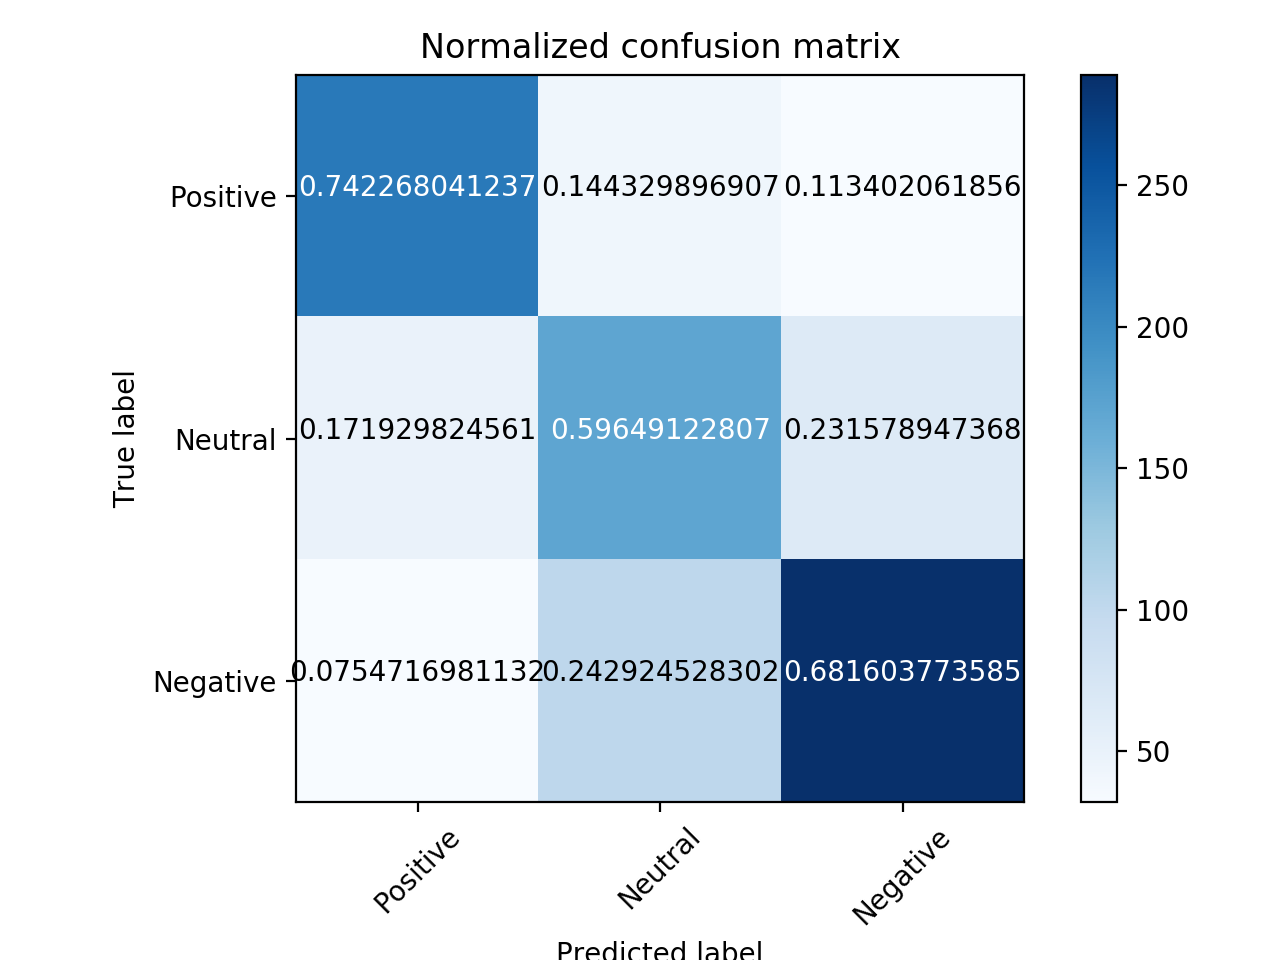 Normalized confusion matrix
Positive 0.742268041237 0.144329896907 0.113402061856
Neutral 0.171929824561 0.59649122807 0.231578947368
Negative 0.0754716981132 0.242924528302 0.681603773585
True label
Positive Neutral Negative
Predicted label
250
200
150
100
50